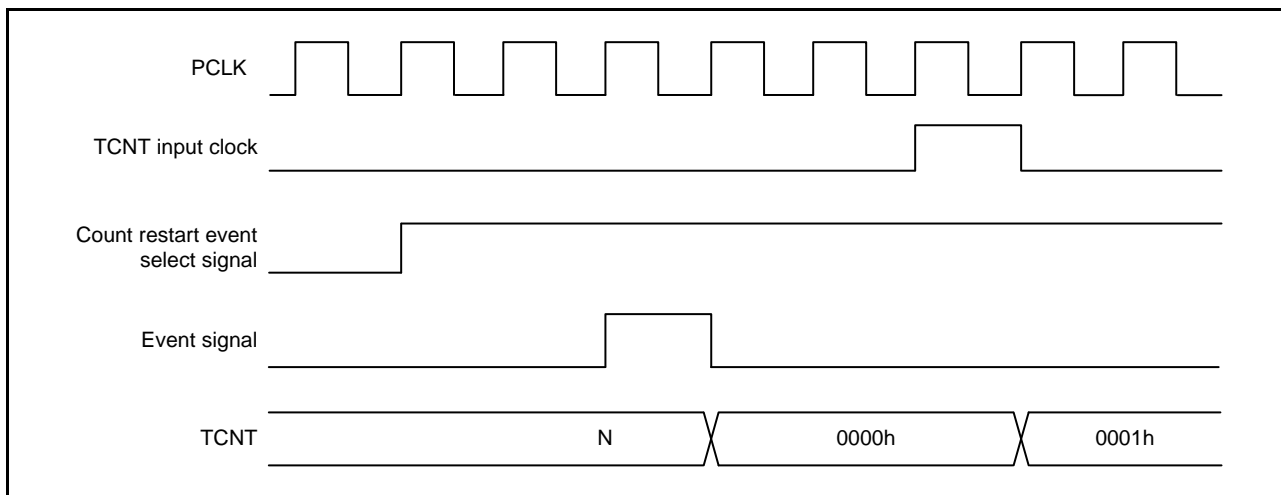 PCLK
TCNT input clock
Count restart event
select signal
Event signal
TCNT
N
0000h
0001h